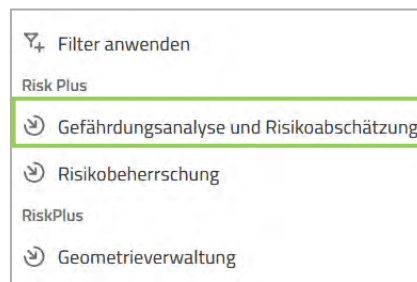 Filter anwenden
Risk Plus
Gefährdungsanalyse und Risikoabschätzung
Risikobeherrschung
RiskPlus
Geometrieverwaltung